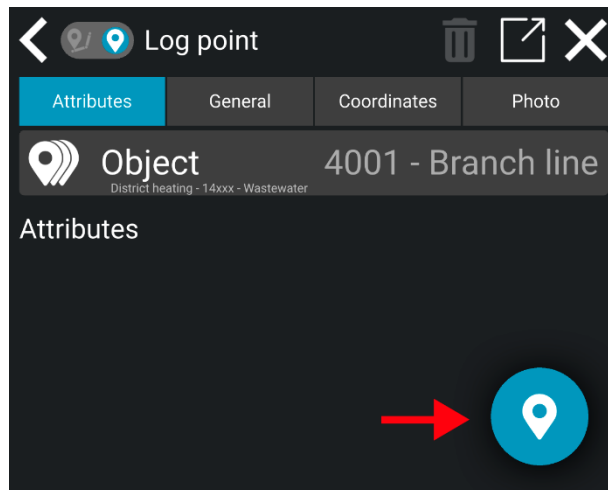 Log point
Attributes General Coordinates Photo
Object 4001 - Branch line
District heating - 14xxx - Wastewater
Attributes